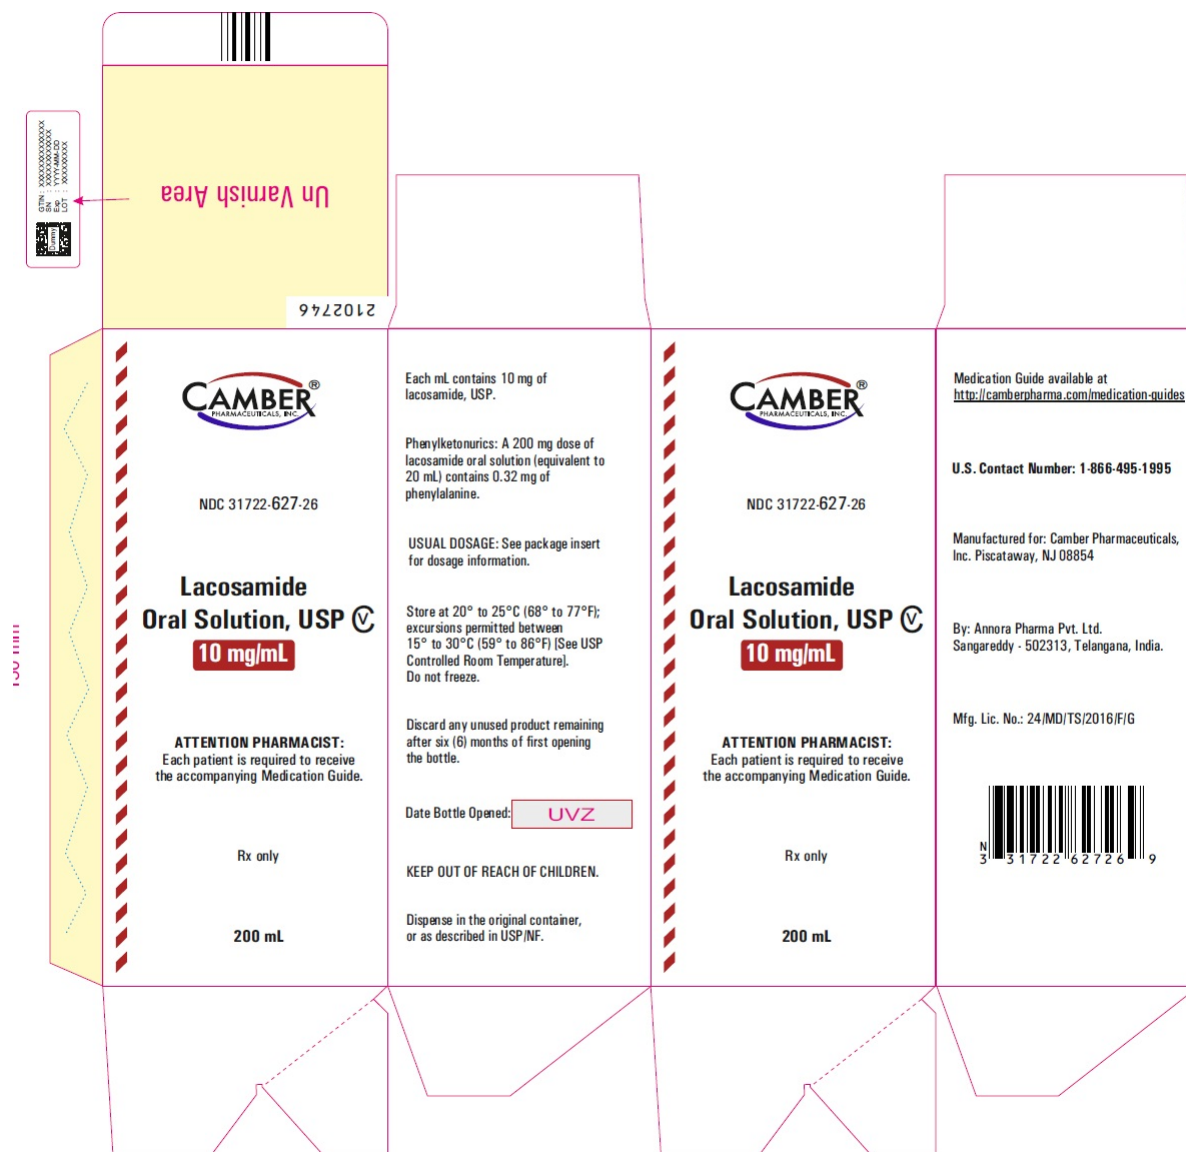 GTIN : XXXXXXXXXXXXXX
SN : XXXXXXXXXXXX
Exp : YYYY-MM-DD
LOT : XXXXXXXXX
Dummy
Un Varnish Area
2102746
150 mm
CAMBER®
PHARMACEUTICALS, INC.
NDC 31722-627-26
Lacosamide
Oral Solution, USP CV
10 mg/mL
ATTENTION PHARMACIST:
Each patient is required to receive
the accompanying Medication Guide.
Rx only
200 mL
Each mL contains 10 mg of
lacosamide, USP.
Phenylketonurics: A 200 mg dose of
lacosamide oral solution (equivalent to
20 mL) contains 0.32 mg of
phenylalanine.
USUAL DOSAGE: See package insert
for dosage information.
Store at 20° to 25°C (68° to 77°F);
excursions permitted between
15° to 30°C (59° to 86°F) [See USP
Controlled Room Temperature].
Do not freeze.
Discard any unused product remaining
after six (6) months of first opening
the bottle.
Date Bottle Opened: UVZ
KEEP OUT OF REACH OF CHILDREN.
Dispense in the original container,
or as described in USP/NF.
CAMBER®
PHARMACEUTICALS, INC.
NDC 31722-627-26
Lacosamide
Oral Solution, USP CV
10 mg/mL
ATTENTION PHARMACIST:
Each patient is required to receive
the accompanying Medication Guide.
Rx only
200 mL
Medication Guide available at
http://camberpharma.com/medication-guides
U.S. Contact Number: 1-866-495-1995
Manufactured for: Camber Pharmaceuticals,
Inc. Piscataway, NJ 08854
By: Annora Pharma Pvt. Ltd.
Sangareddy - 502313, Telangana, India.
Mfg. Lic. No.: 24/MD/TS/2016/F/G
N
3 31722 62726 9